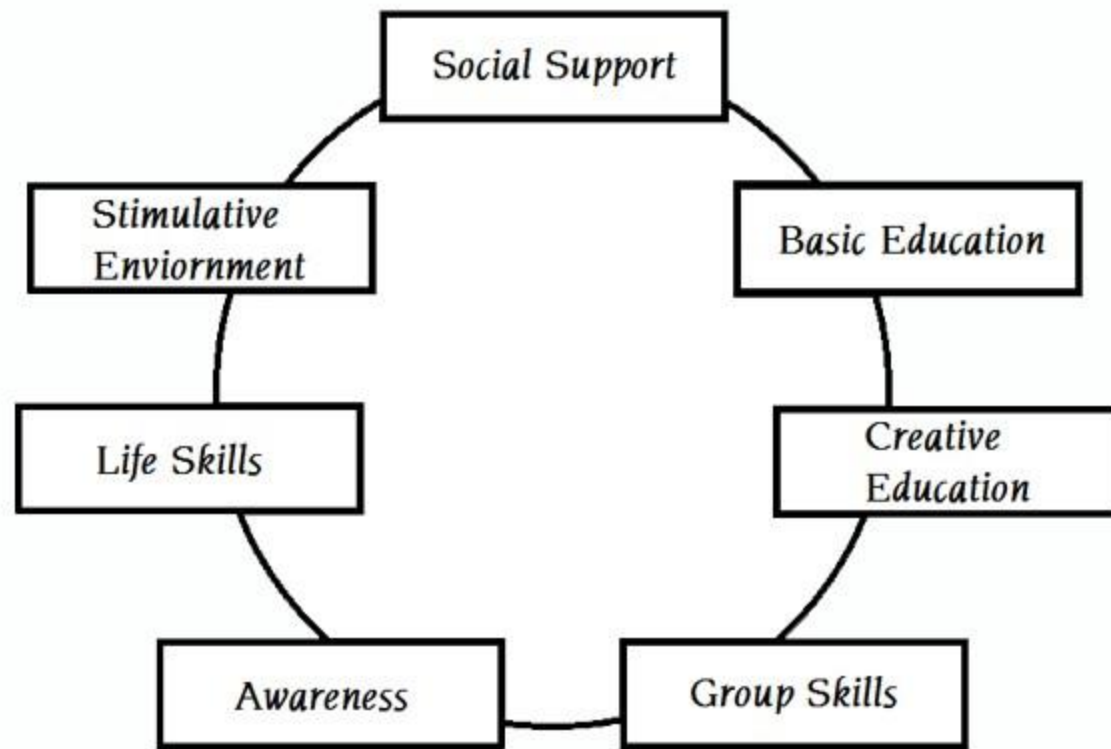 Social Support
Stimulative
Enviornment
Basic Education
Life Skills
Creative
Education
Awareness
Group Skills